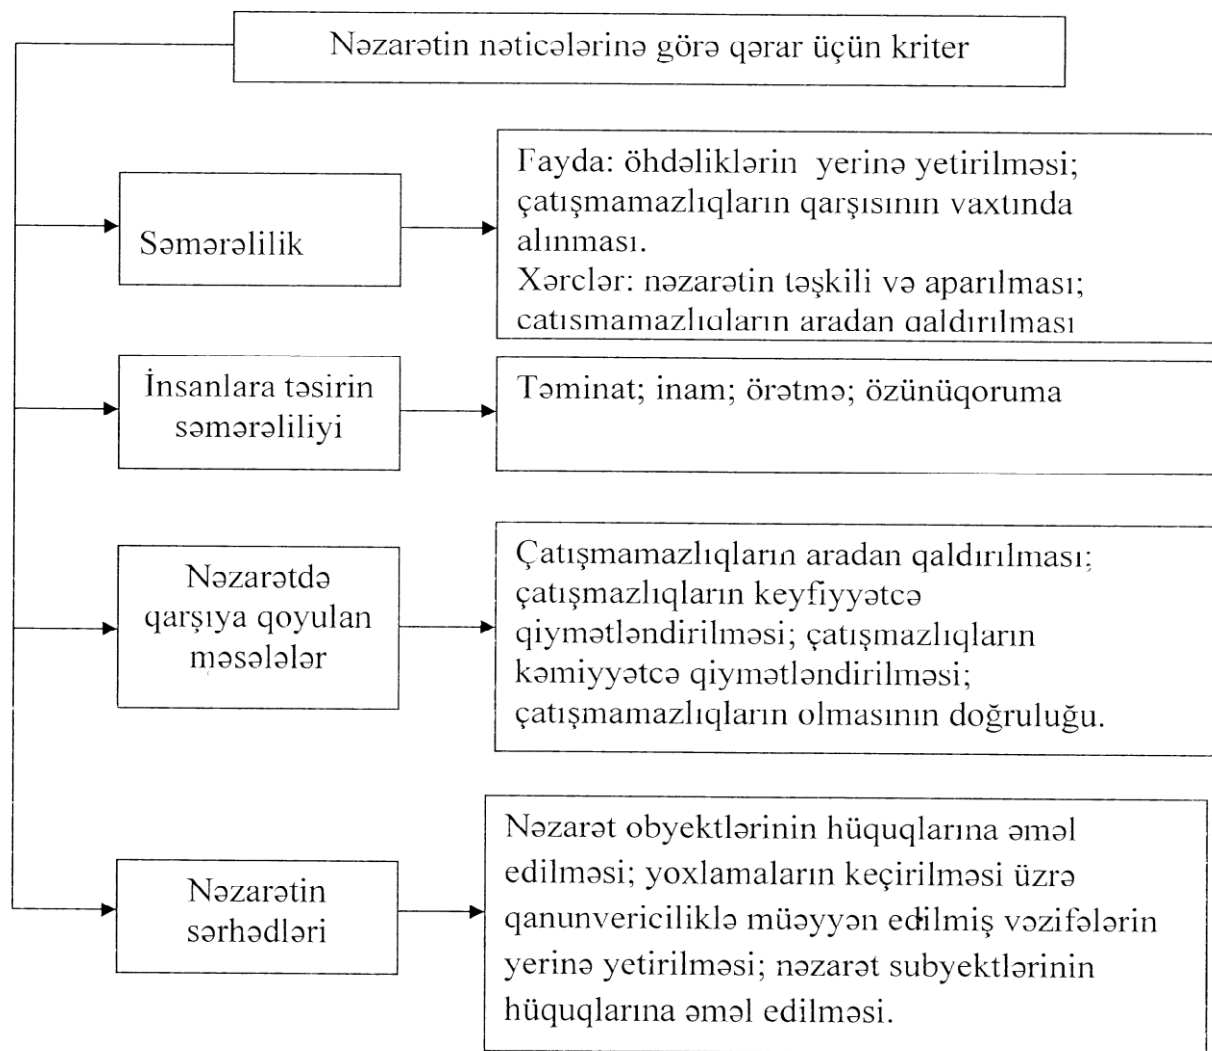 Nəzarətin nəticələrinə görə qərar üçün kriter
Səmərəlilik
Fayda: öhdəliklərin yerinə yetirilməsi;
çatışmamazlıqların qarşısının vaxtında
alınması.
Xərclər: nəzarətin təşkili və aparılması;
çatışmamazlıqların aradan qaldırılması
İnsanlara təsirin
səmərəliliyi
Təminat; inam; örətmə; özünüqoruma
Nəzarətdə
qarşıya qoyulan
məsələlər
Çatışmamazlıqların aradan qaldırılması;
çatışmazlıqların keyfiyyətcə
qiymətləndirilməsi; çatışmazlıqların
kəmiyyətcə qiymətləndirilməsi;
çatışmamazlıqların olmasının doğruluğu.
Nəzarətin
sərhədləri
Nəzarət obyektlərinin hüquqlarına əməl
edilməsi; yoxlamaların keçirilməsi üzrə
qanunvericiliklə müəyyən edilmiş vəzifələrin
yerinə yetirilməsi; nəzarət subyektlərinin
hüquqlarına əməl edilməsi.